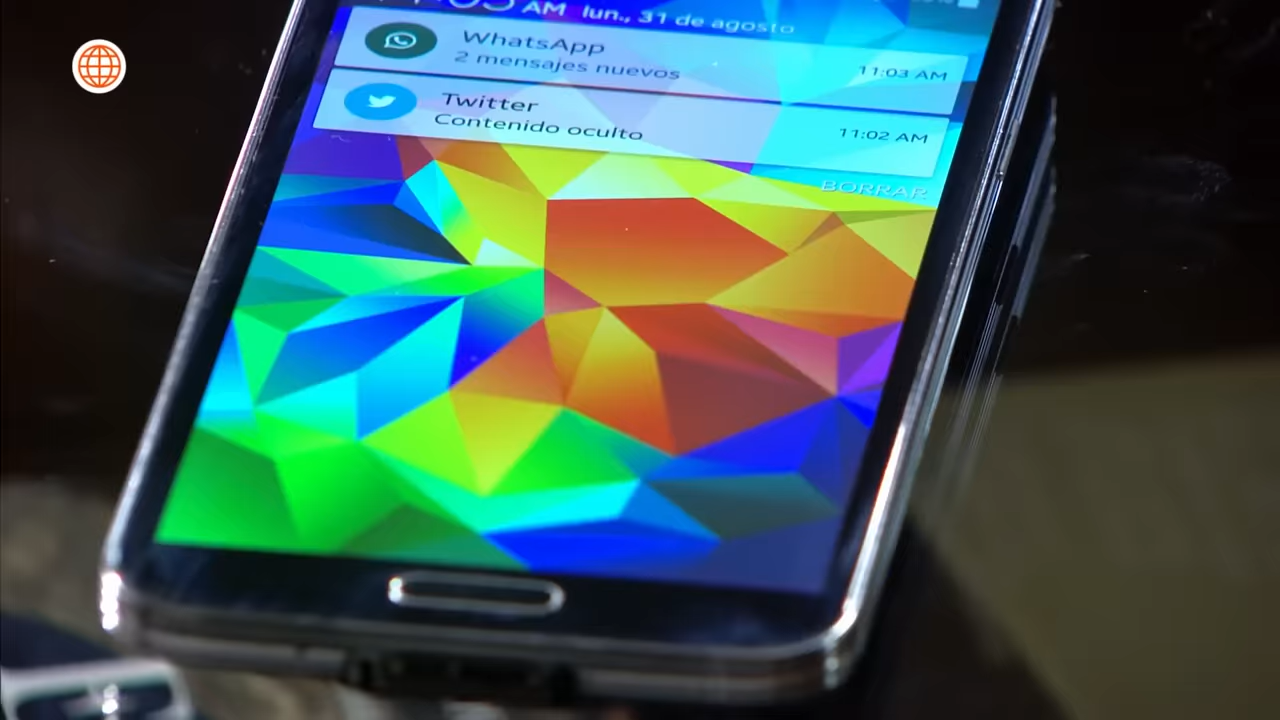 AM lun., 31 de agosto
WhatsApp
2 mensajes nuevos
11:03 AM
Twitter
Contenido oculto
11:02 AM
BORRAR